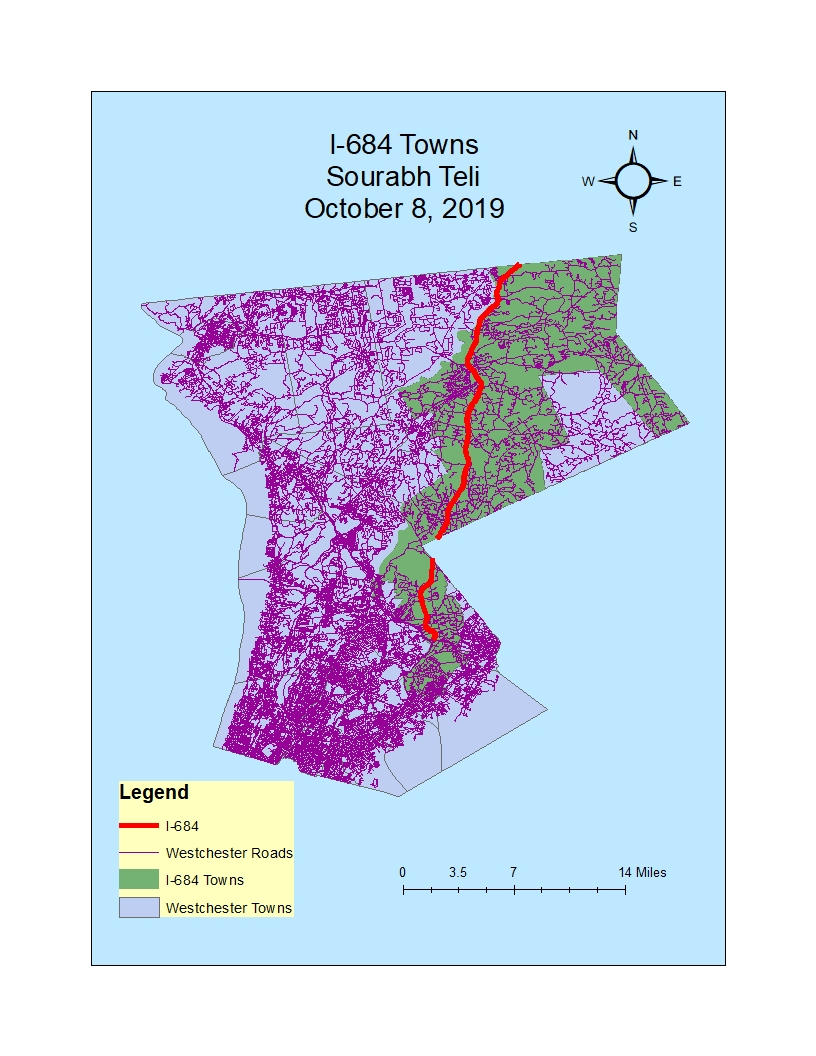 I-684 Towns
Sourabh Teli
October 8, 2019
N
W E
S
Legend
I-684
Westchester Roads
I-684 Towns
Westchester Towns
0 3.5 7 14 Miles